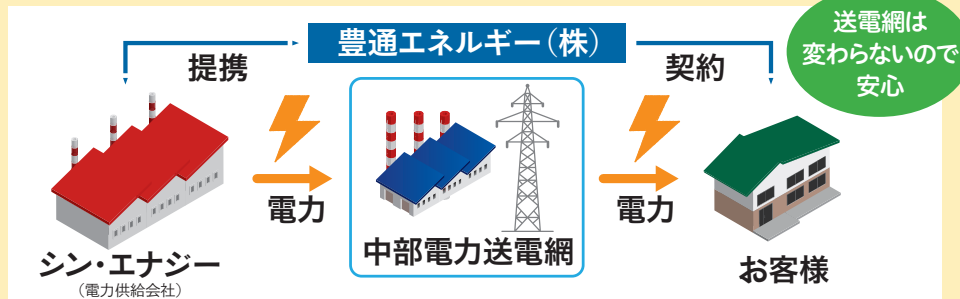 豊通エネルギー(株)
送電網は
変わらないので
安心
提携
契約
電力
電力
中部電力送電網
シン・エナジー
(電力供給会社)
お客様